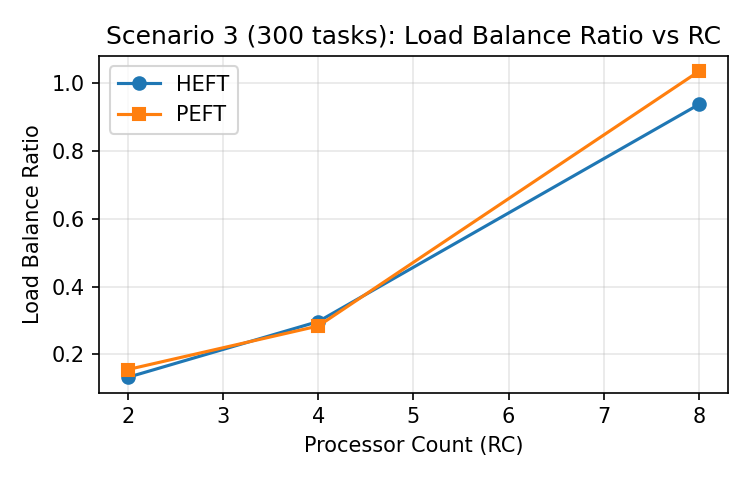 Scenario 3 (300 tasks): Load Balance Ratio vs RC
HEFT
PEFT
Load Balance Ratio
1.0
0.8
0.6
0.4
0.2
2 3 4 5 6 7 8
Processor Count (RC)